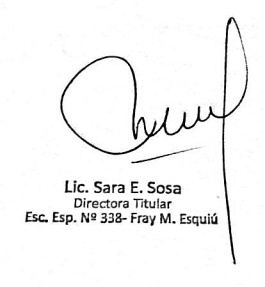 Lic. Sara E. Sosa
Directora Titular
Esc. Esp. Nº 338- Fray M. Esquiú